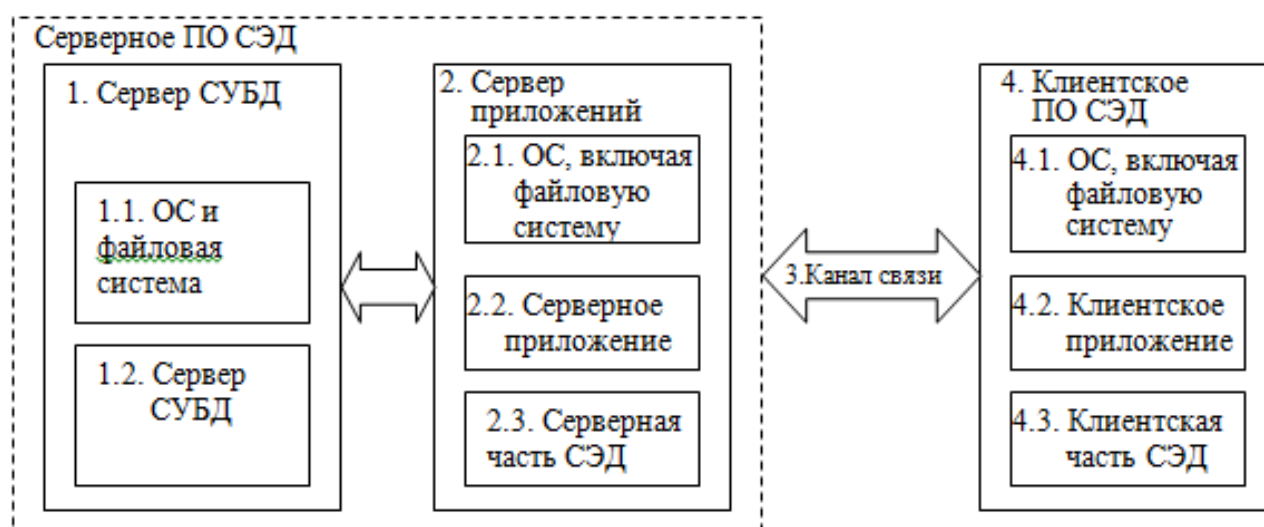 Серверное ПО СЭД
1. Сервер СУБД
1.1. ОС и
файловая
система
1.2. Сервер
СУБД
2. Сервер
приложений
2.1. ОС, включая
файловую
систему
2.2. Серверное
приложение
2.3. Серверная
часть СЭД
3.Канал связи
4. Клиентское
ПО СЭД
4.1. ОС, включая
файловую
систему
4.2. Клиентское
приложение
4.3. Клиентская
часть СЭД